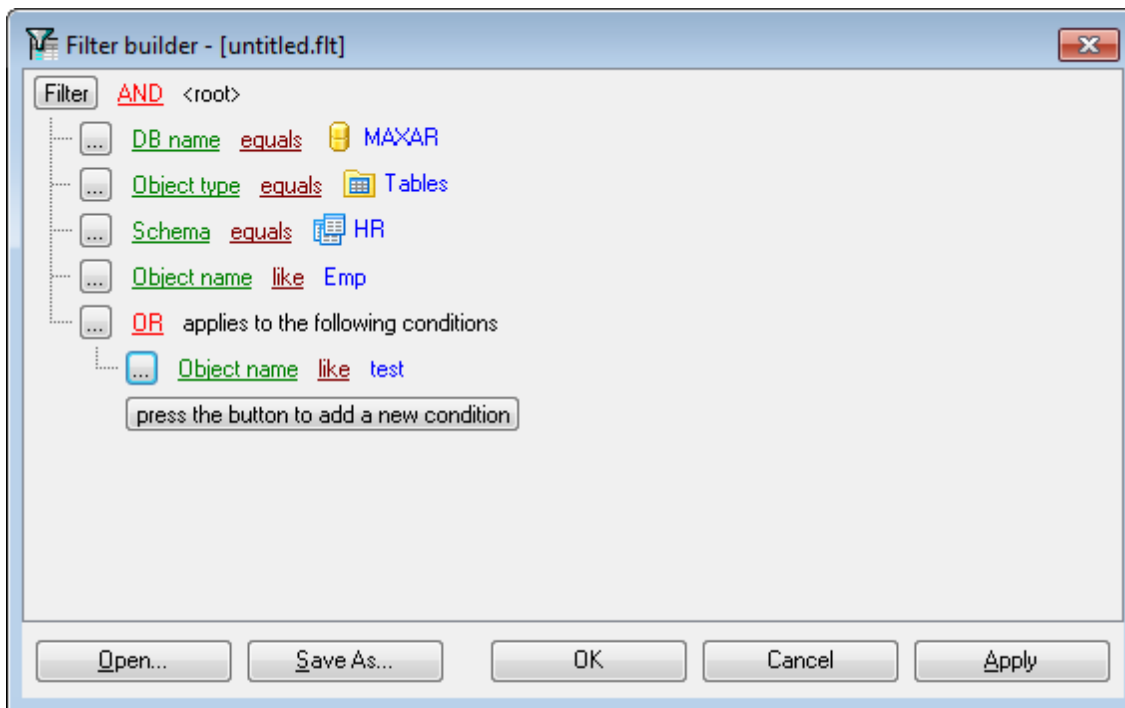 Filter builder - [untitled.flt]
Filter AND <root>
... DB name equals MAXAR
... Object type equals Tables
... Schema equals HR
... Object name like Emp
... OR applies to the following conditions
... Object name like test
press the button to add a new condition
Open... Save As... OK Cancel Apply